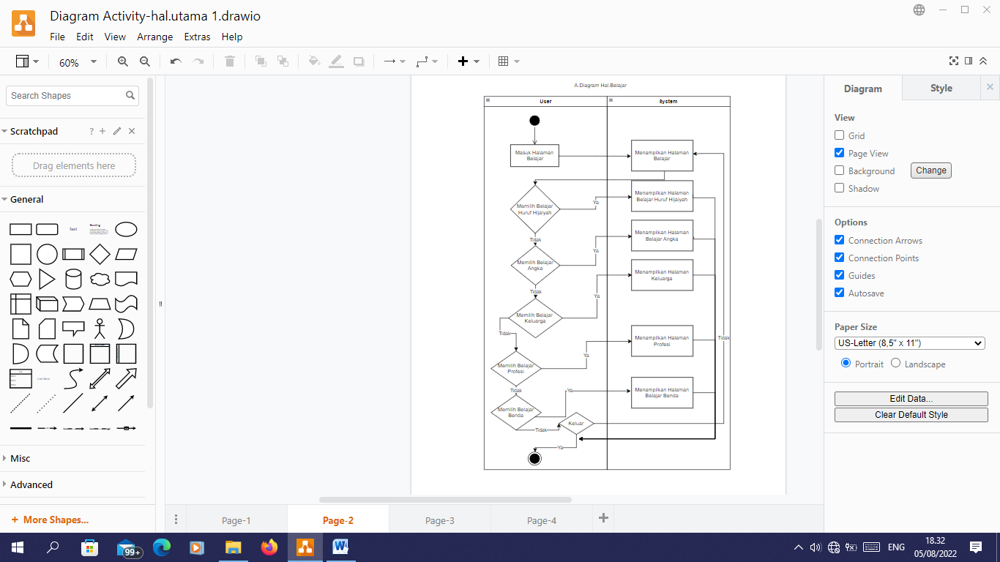 Diagram Activity-hal.utama 1.drawio
File Edit View Arrange Extras Help
60%
Search Shapes
Scratchpad
?
Drag elements here
General
Text
Heading
List Item
Misc
Advanced
+ More Shapes...
A.Diagram Hal.Belajar
User
System
Masuk Halaman
Belajar
Menampilkan Halaman
Belajar
Memilih Belajar
Huruf Hijaiyah
Ya
Menampilkan Halaman
Belajar Huruf Hijaiyah
Tidak
Memilih Belajar
Angka
Ya
Menampilkan Halaman
Belajar Angka
Tidak
Memilih Belajar
Keluarga
Ya
Menampilkan Halaman
Keluarga
Tidak
Memilih Belajar
Profesi
Ya
Menampilkan Halaman
Profesi
Tidak
Tidak
Memilih Belajar
Benda
Ya
Menampilkan Halaman
Belajar Benda
Tidak
Keluar
Ya
Page-1
Page-2
Page-3
Page-4
Diagram
Style
View
Grid
Page View
Background
Change
Shadow
Options
Connection Arrows
Connection Points
Guides
Autosave
Paper Size
US-Letter (8,5" x 11")
Portrait
Landscape
Edit Data...
Clear Default Style
99+
ENG
18.32
05/08/2022